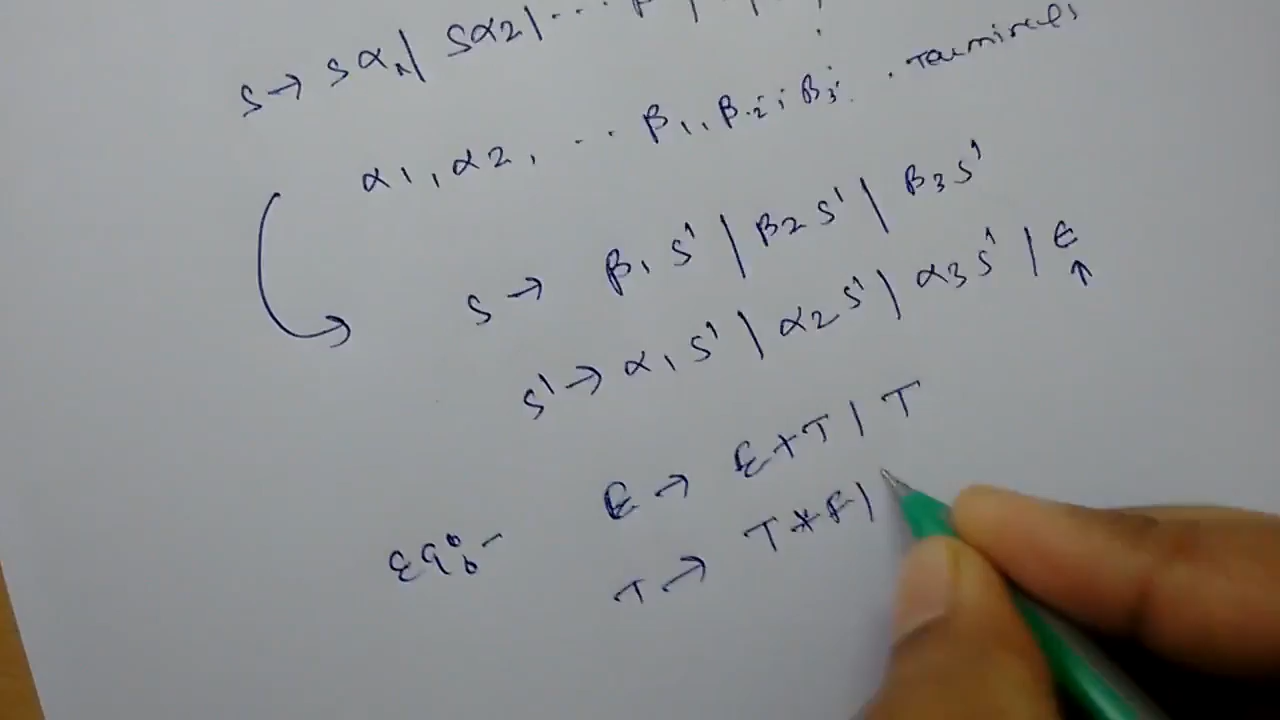 S → Sα₁ | Sα2 | ...
α1, α2, ... β1, β2, β3, . Terminals
S → β1 S' | β2 S' | β3 S'
S' → α1 S' | α2 S' | α3 S' | ε
↑
E → E+T | T
Eg:- T → T*F |